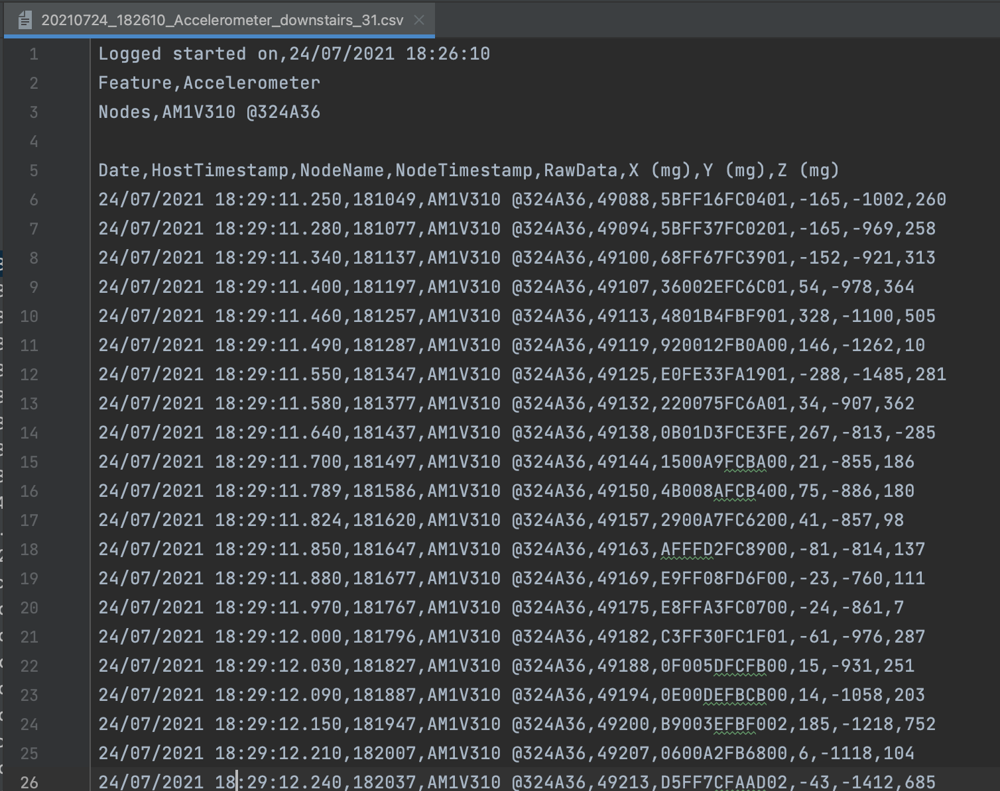 20210724_182610_Accelerometer_downstairs_31.csv
1 Logged started on,24/07/2021 18:26:10
2 Feature,Accelerometer
3 Nodes,AM1V310 @324A36
4
5 Date,HostTimestamp,NodeName,NodeTimestamp,RawData,X (mg),Y (mg),Z (mg)
6 24/07/2021 18:29:11.250,181049,AM1V310 @324A36,49088,5BFF16FC0401,-165,-1002,260
7 24/07/2021 18:29:11.280,181077,AM1V310 @324A36,49094,5BFF37FC0201,-165,-969,258
8 24/07/2021 18:29:11.340,181137,AM1V310 @324A36,49100,68FF67FC3901,-152,-921,313
9 24/07/2021 18:29:11.400,181197,AM1V310 @324A36,49107,36002EFC6C01,54,-978,364
10 24/07/2021 18:29:11.460,181257,AM1V310 @324A36,49113,4801B4FBF901,328,-1100,505
11 24/07/2021 18:29:11.490,181287,AM1V310 @324A36,49119,920012FB0A00,146,-1262,10
12 24/07/2021 18:29:11.550,181347,AM1V310 @324A36,49125,E0FE33FA1901,-288,-1485,281
13 24/07/2021 18:29:11.580,181377,AM1V310 @324A36,49132,220075FC6A01,34,-907,362
14 24/07/2021 18:29:11.640,181437,AM1V310 @324A36,49138,0B01D3FCE3FE,267,-813,-285
15 24/07/2021 18:29:11.700,181497,AM1V310 @324A36,49144,1500A9FCBA00,21,-855,186
16 24/07/2021 18:29:11.789,181586,AM1V310 @324A36,49150,4B008AFCB400,75,-886,180
17 24/07/2021 18:29:11.824,181620,AM1V310 @324A36,49157,2900A7FC6200,41,-857,98
18 24/07/2021 18:29:11.850,181647,AM1V310 @324A36,49163,AFFFD2FC8900,-81,-814,137
19 24/07/2021 18:29:11.880,181677,AM1V310 @324A36,49169,E9FF08FD6F00,-23,-760,111
20 24/07/2021 18:29:11.970,181767,AM1V310 @324A36,49175,E8FFA3FC0700,-24,-861,7
21 24/07/2021 18:29:12.000,181796,AM1V310 @324A36,49182,C3FF30FC1F01,-61,-976,287
22 24/07/2021 18:29:12.030,181827,AM1V310 @324A36,49188,0F005DFCFB00,15,-931,251
23 24/07/2021 18:29:12.090,181887,AM1V310 @324A36,49194,0E00DEFBCB00,14,-1058,203
24 24/07/2021 18:29:12.150,181947,AM1V310 @324A36,49200,B9003EFBF002,185,-1218,752
25 24/07/2021 18:29:12.210,182007,AM1V310 @324A36,49207,0600A2FB6800,6,-1118,104
26 24/07/2021 18:29:12.240,182037,AM1V310 @324A36,49213,D5FF7CFAAD02,-43,-1412,685